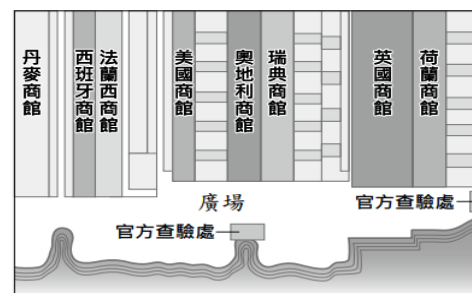 丹麥商館
西班牙商館
法蘭西商館
美國商館
奧地利商館
瑞典商館
英國商館
荷蘭商館
廣場
官方查驗處
官方查驗處